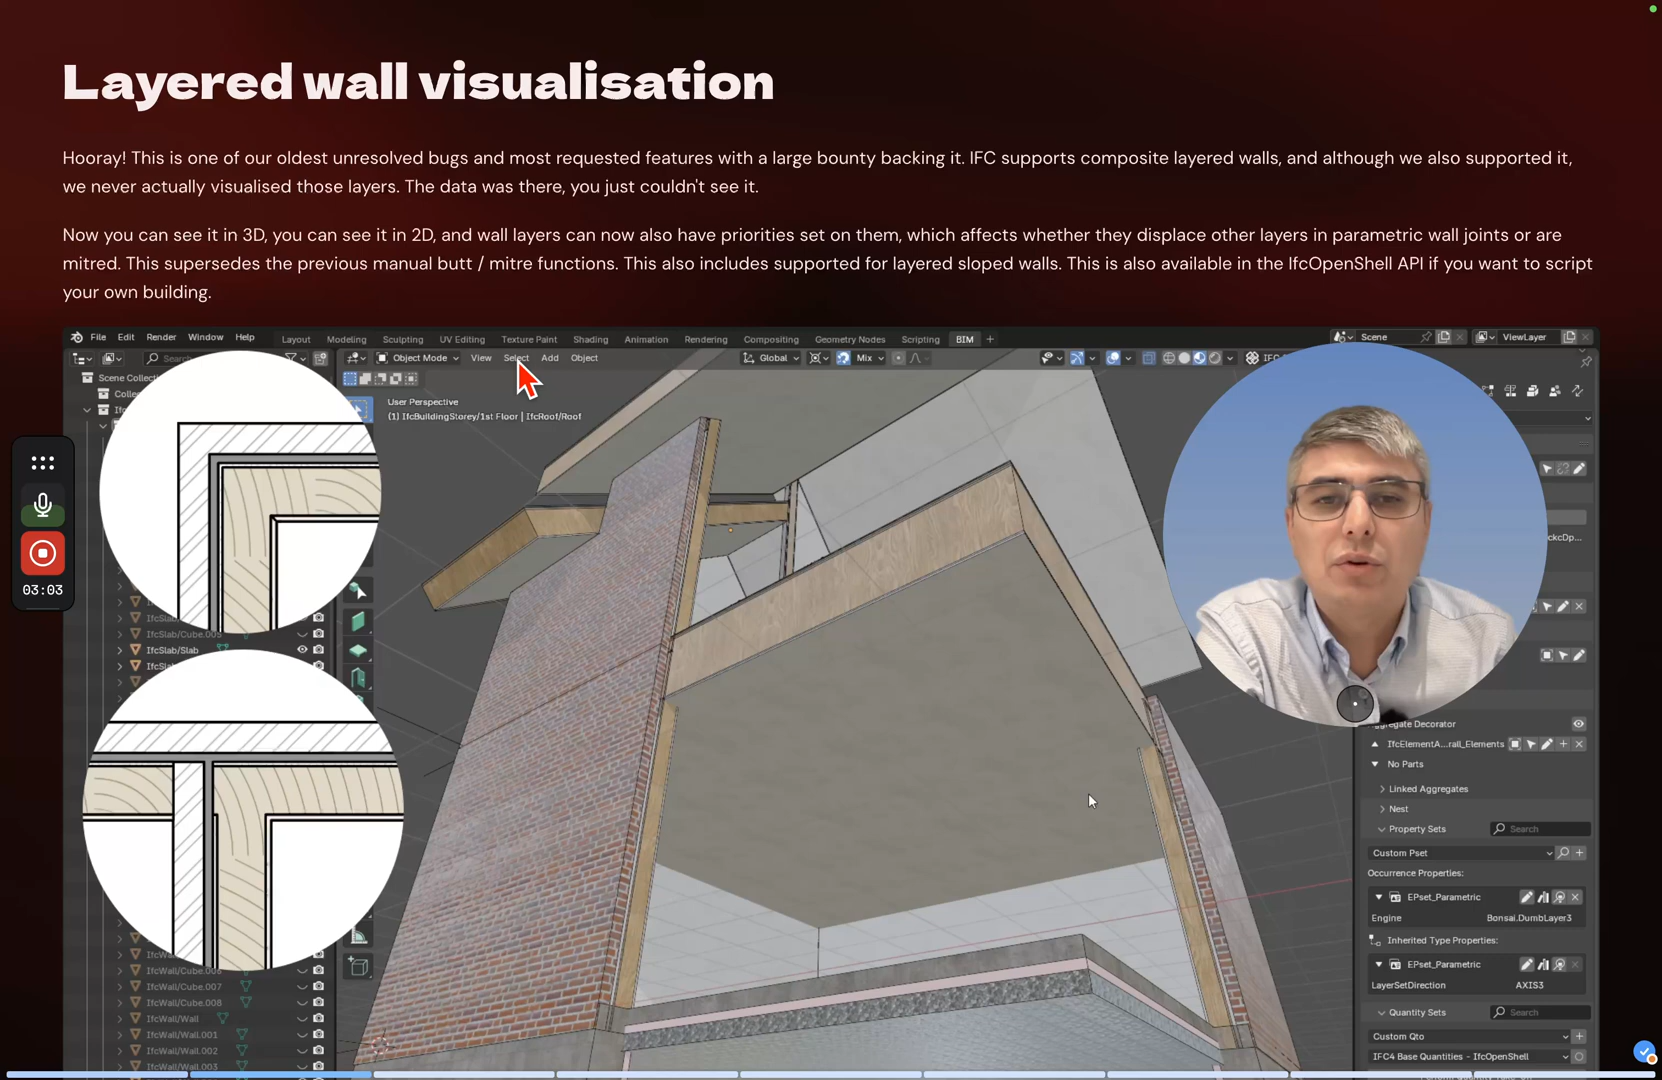 Layered wall visualisation
Hooray! This is one of our oldest unresolved bugs and most requested features with a large bounty backing it. IFC supports composite layered walls, and although we also supported it,
we never actually visualised those layers. The data was there, you just couldn't see it.
Now you can see it in 3D, you can see it in 2D, and wall layers can now also have priorities set on them, which affects whether they displace other layers in parametric wall joints or are
mitred. This supersedes the previous manual butt / mitre functions. This also includes supported for layered sloped walls. This is also available in the IfcOpenShell API if you want to script
your own building.
File Edit Render Window Help Layout Modeling Sculpting UV Editing Texture Paint Shading Animation Rendering Compositing Geometry Nodes Scripting BIM + Scene ViewLayer
Object Mode View Select Add Object Global Mix
Scene Collec
Colle
User Perspective
(1) IfcBuildingStorey/1st Floor | IfcRoof/Roof
03:03
IfcSlab/Cube.005
IfcSlab/Slab
IfcWall/Cube.007
IfcWall/Cube.008
IfcWall/Wall
IfcWall/Wall.001
IfcWall/Wall.002
IfcWall/Wall.003
ckcDp...
ggregate Decorator
IfcElementA...rall_Elements
No Parts
Linked Aggregates
Nest
Property Sets Search
Custom Pset
Occurrence Properties:
EPset_Parametric
Engine Bonsai.DumbLayer3
Inherited Type Properties:
EPset_Parametric
LayerSetDirection AXIS3
Quantity Sets Search
Custom Qto
IFC4 Base Quantities - IfcOpenShell